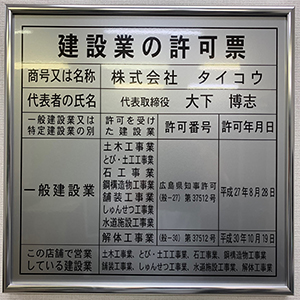 建設業の許可票
商号又は名称 株式会社 タイコウ
代表者の氏名 代表取締役 大下 博志
一般建設業又は
特定建設業の別
許可を受け
た建設業
許可番号 許可年月日
一般建設業
土木工事業
とび・土工工事業
石工事業
鋼構造物工事業
舗装工事業
しゅんせつ工事業
水道施設工事業
広島県知事許可
(般-27) 第37512号
平成27年8月28日
解体工事業 (般-30) 第37512号 平成30年10月19日
この店舗で営業
している建設業
土木工事業、とび・土工工事業、石工事業、鋼構造物工事業、
舗装工事業、しゅんせつ工事業、水道施設工事業、解体工事業